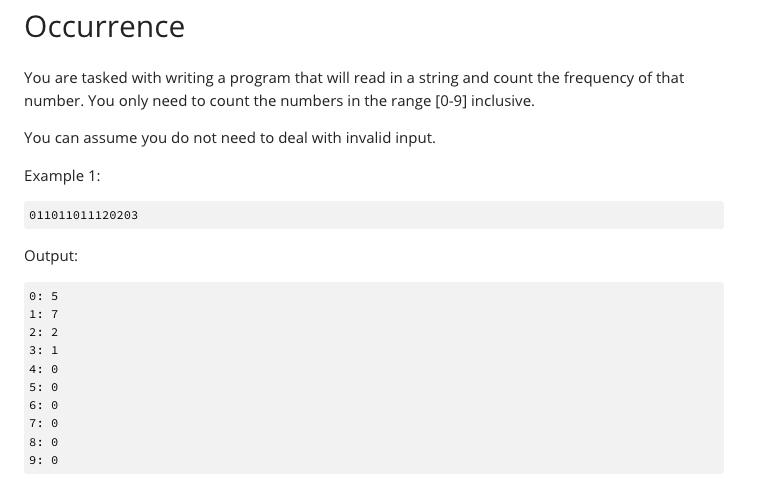 Occurrence
You are tasked with writing a program that will read in a string and count the frequency of that
number. You only need to count the numbers in the range [0-9] inclusive.
You can assume you do not need to deal with invalid input.
Example 1:
011011011120203
Output:
0: 5
1: 7
2: 2
3: 1
4: 0
5: 0
6: 0
7: 0
8: 0
9: 0